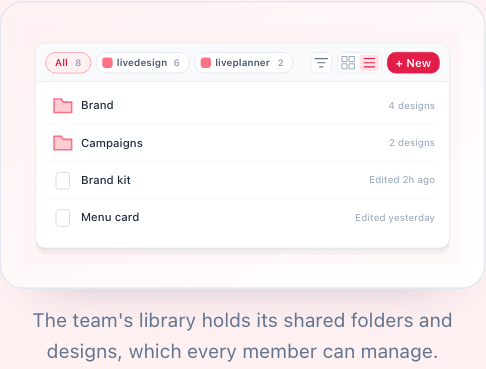 All 8 livedesign 6 liveplanner 2 + New
Brand 4 designs
Campaigns 2 designs
Brand kit Edited 2h ago
Menu card Edited yesterday
The team's library holds its shared folders and
designs, which every member can manage.